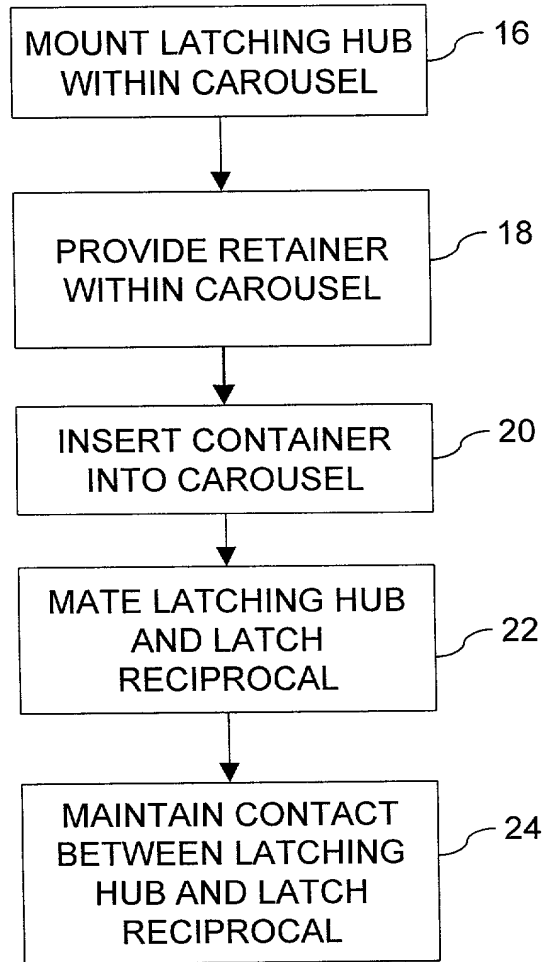 MOUNT LATCHING HUB
WITHIN CAROUSEL
16
PROVIDE RETAINER
WITHIN CAROUSEL
18
INSERT CONTAINER
INTO CAROUSEL
20
MATE LATCHING HUB
AND LATCH
RECIPROCAL
22
MAINTAIN CONTACT
BETWEEN LATCHING
HUB AND LATCH
RECIPROCAL
24